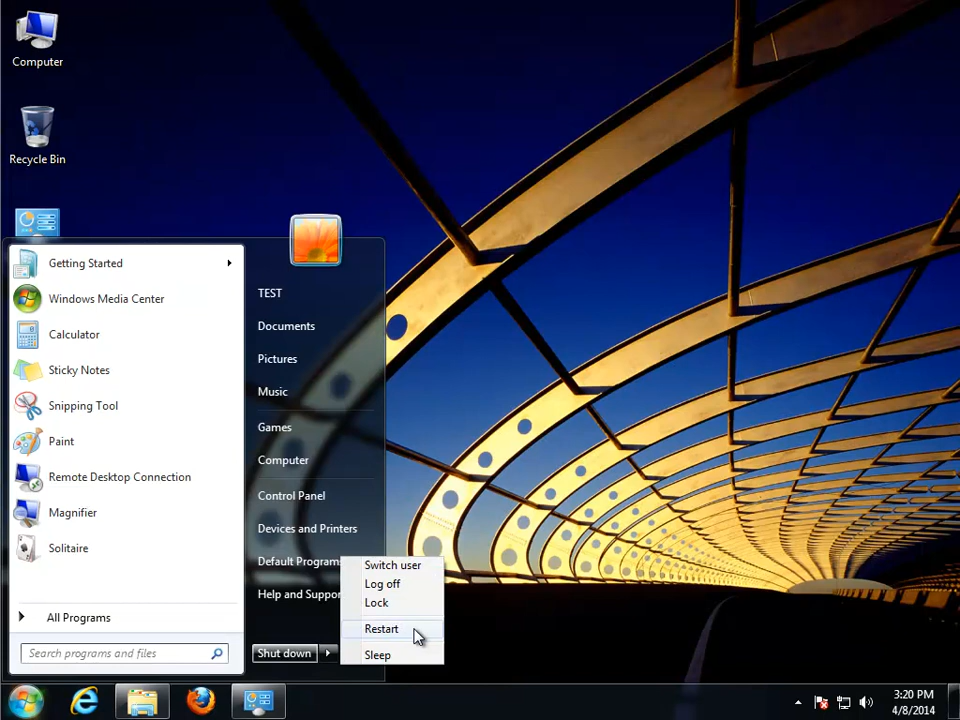 Computer
Recycle Bin
Getting Started
Windows Media Center
Calculator
Sticky Notes
Snipping Tool
Paint
Remote Desktop Connection
Magnifier
Solitaire
All Programs
Search programs and files
TEST
Documents
Pictures
Music
Games
Computer
Control Panel
Devices and Printers
Default Programs
Help and Suppor
Shut down
Switch user
Log off
Lock
Restart
Sleep
3:20 PM
4/8/2014